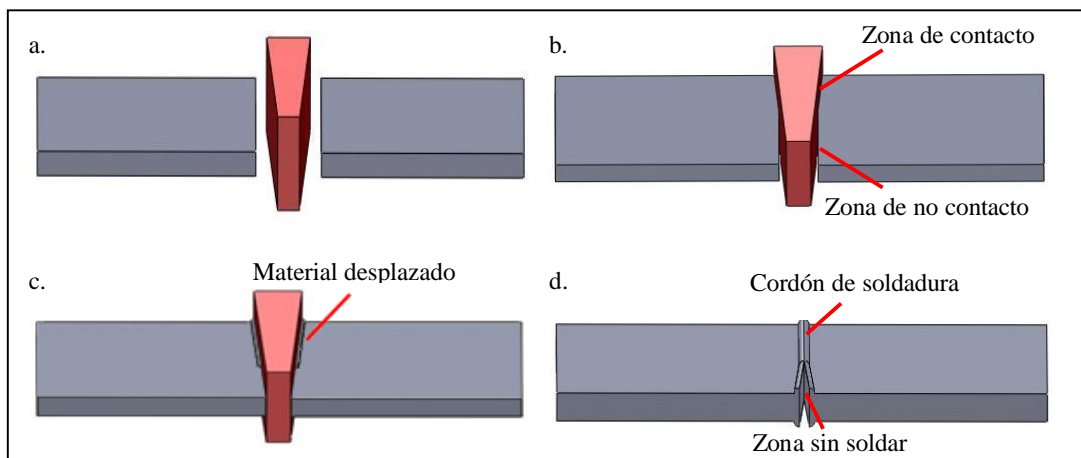 a.
b.
Zona de contacto
Zona de no contacto
c.
Material desplazado
d.
Cordón de soldadura
Zona sin soldar